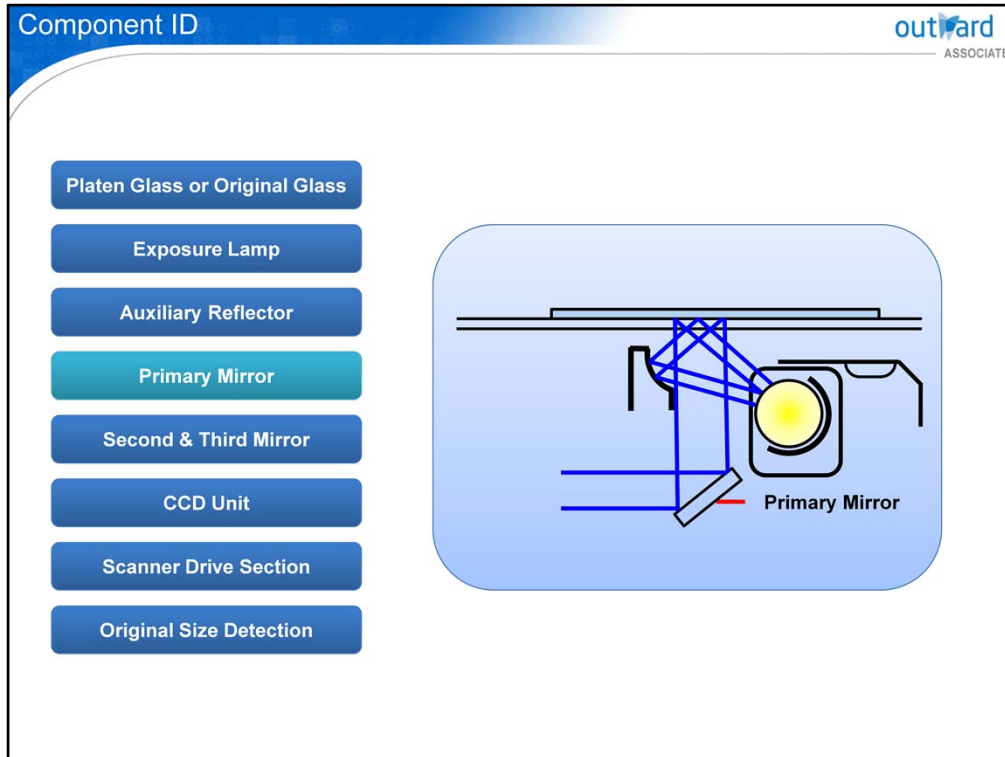 Component ID
outward
ASSOCIATE
Platen Glass or Original Glass
Exposure Lamp
Auxiliary Reflector
Primary Mirror
Second & Third Mirror
CCD Unit
Scanner Drive Section
Original Size Detection
Primary Mirror